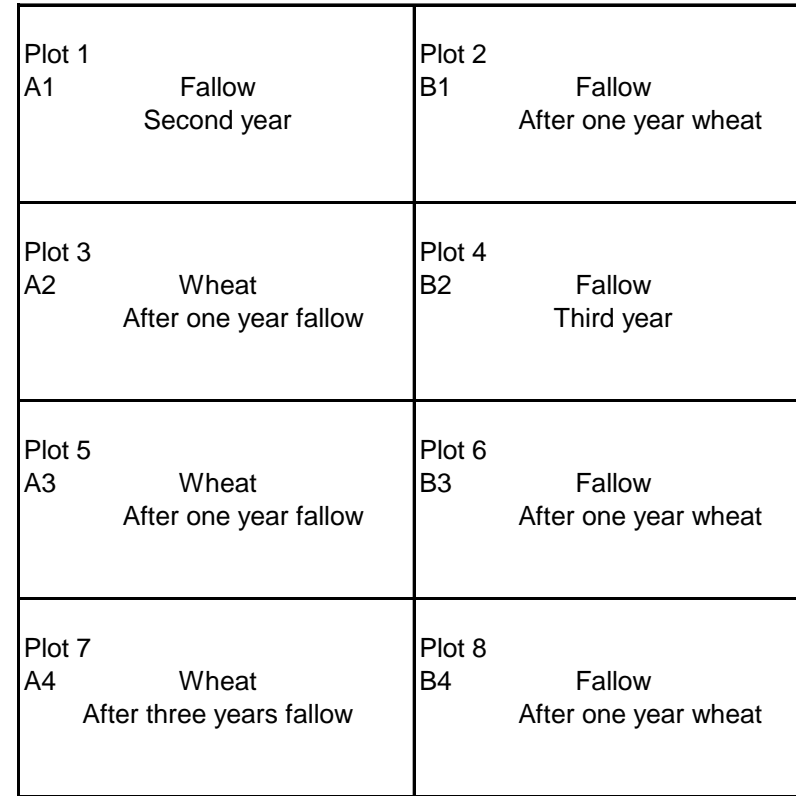 Plot 1
A1 Fallow
Second year
Plot 2
B1 Fallow
After one year wheat
Plot 3
A2 Wheat
After one year fallow
Plot 4
B2 Fallow
Third year
Plot 5
A3 Wheat
After one year fallow
Plot 6
B3 Fallow
After one year wheat
Plot 7
A4 Wheat
After three years fallow
Plot 8
B4 Fallow
After one year wheat